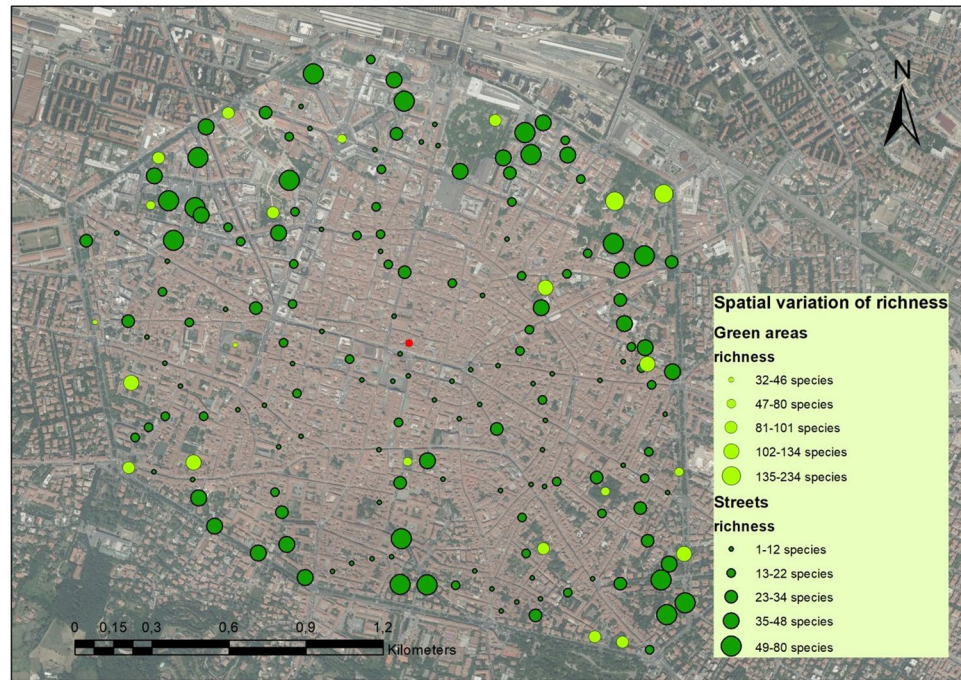 N
Spatial variation of richness
Green areas
richness
32-46 species
47-80 species
81-101 species
102-134 species
135-234 species
Streets
richness
1-12 species
13-22 species
23-34 species
35-48 species
49-80 species
0 0,15 0,3 0,6 0,9 1,2
Kilometers